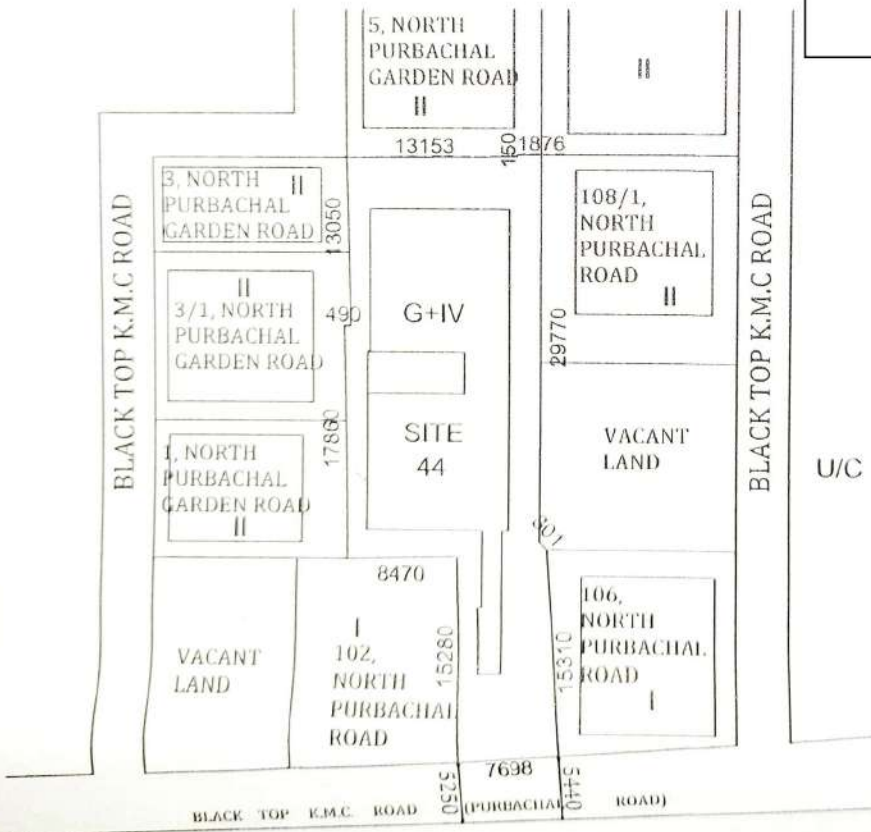 5, NORTH
PURBACHAL
GARDEN ROAD
II
III
13153
150
1876
3, NORTH
PURBACHAL
GARDEN ROAD
II
13050
108/1,
NORTH
PURBACHAL
ROAD
II
BLACK TOP K.M.C ROAD
BLACK TOP K.M.C ROAD
II
3/1, NORTH
PURBACHAL
GARDEN ROAD
490
G+IV
29770
17860
SITE
44
VACANT
LAND
U/C
1, NORTH
PURBACHAL
GARDEN ROAD
II
801
8470
VACANT
LAND
I
102,
NORTH
PURBACHAL
ROAD
15280
15310
106,
NORTH
PURBACHAL
ROAD
I
7698
5250
5440
BLACK TOP K.M.C. ROAD (PURBACHAL ROAD)